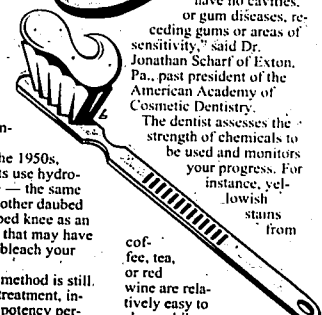 have no cavities,
or gum diseases, re-
ceding gums or areas of
sensitivity," said Dr.
Jonathan Scharf of Exton,
Pa., past president of the
American Academy of
Cosmetic Dentistry.
The dentist assesses the
strength of chemicals to
be used and monitors
your progress. For
instance, yel-
lowish
stains
from
cof-
fee, tea,
or red
wine are rela-
tively easy to
n-
he 1950s,
ts use hydro-
— the same
other daubed
ped knee as an
that may have
bleach your
method is still
treatment, in-
potency per-